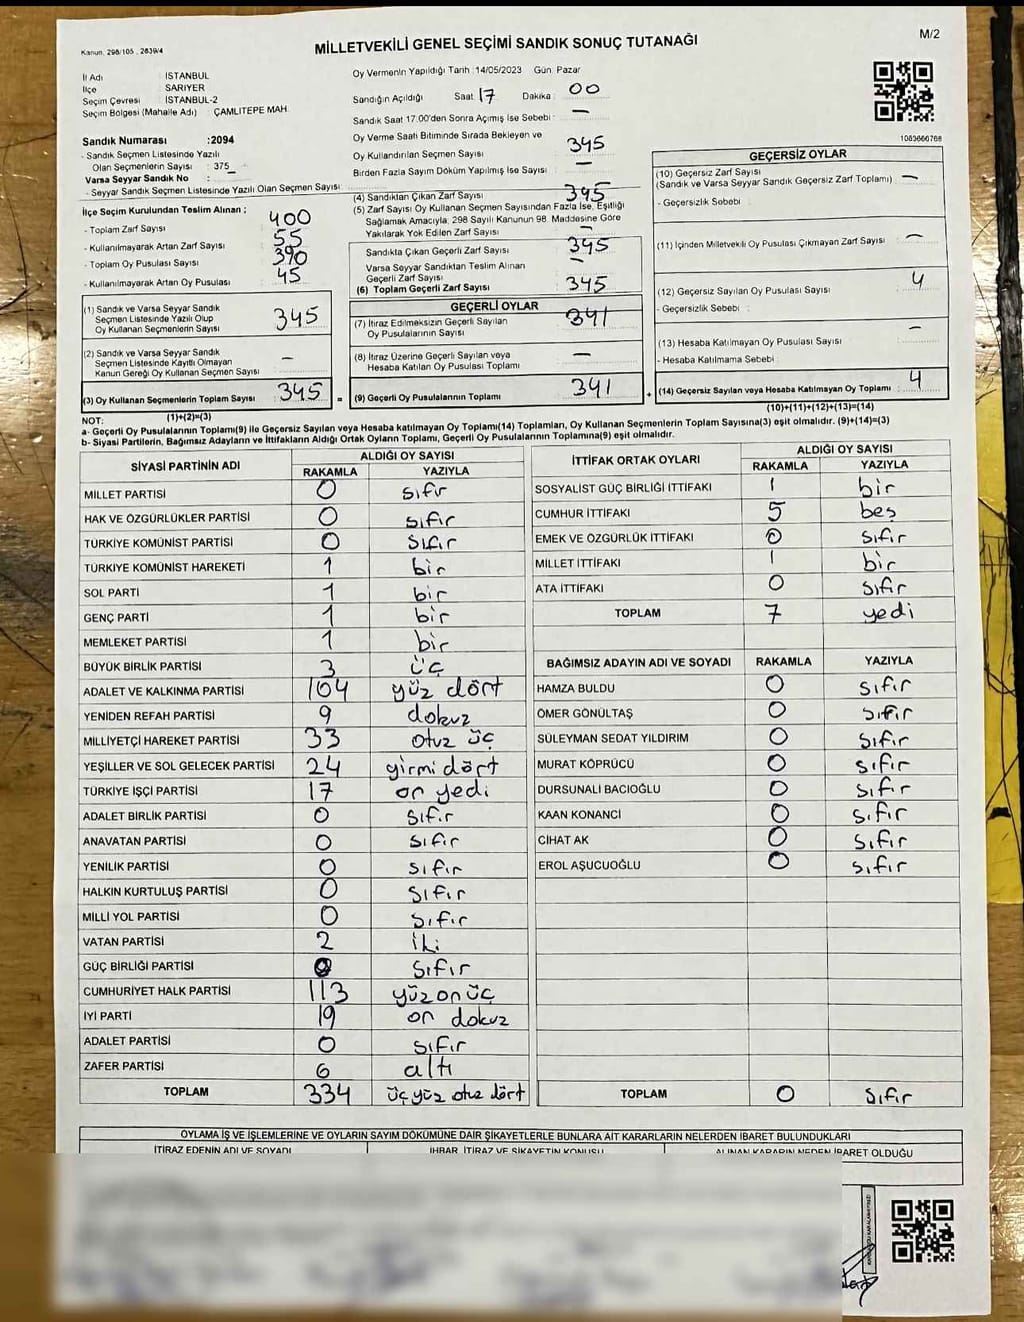 Kanun. 298/105 , 2839/4
MİLLETVEKİLİ GENEL SEÇİMİ SANDIK SONUÇ TUTANAĞI
M/2
İl Adı : İSTANBUL
İlçe : SARIYER
Seçim Çevresi : İSTANBUL-2
Seçim Bölgesi (Mahalle Adı) : ÇAMLITEPE MAH.
Sandık Numarası :2094
- Sandık Seçmen Listesinde Yazılı
Olan Seçmenlerin Sayısı : 375
Varsa Seyyar Sandık No :
- Seyyar Sandık Seçmen Listesinde Yazılı Olan Seçmen Sayısı:
İlçe Seçim Kurulundan Teslim Alınan ;
- Toplam Zarf Sayısı : 400
- Kullanılmayarak Artan Zarf Sayısı : 55
- Toplam Oy Pusulası Sayısı : 390
- Kullanılmayarak Artan Oy Pusulası : 45
(1) Sandık ve Varsa Seyyar Sandık
Seçmen Listesinde Yazılı Olup
Oy Kullanan Seçmenlerin Sayısı : 345
(2) Sandık ve Varsa Seyyar Sandık
Seçmen Listesinde Kayıtlı Olmayan
Kanun Gereği Oy Kullanan Seçmen Sayısı : —
(3) Oy Kullanan Seçmenlerin Toplam Sayısı : 345
(1)+(2)=(3)
Oy Vermenin Yapıldığı Tarih :14/05/2023 Gün: Pazar
Sandığın Açıldığı Saat: 17 Dakika : 00
Sandık Saat 17:00'den Sonra Açımış İse Sebebi : —
Oy Verme Saati Bitiminde Sırada Bekleyen ve
Oy Kullandırılan Seçmen Sayısı : 345
Birden Fazla Sayım Döküm Yapılmış İse Sayısı : —
(4) Sandıktan Çıkan Zarf Sayısı : 345
(5) Zarf Sayısı Oy Kullanan Seçmen Sayısından Fazla İse, Eşitliği
Sağlamak Amacıyla, 298 Sayılı Kanunun 98. Maddesine Göre
Yakılarak Yok Edilen Zarf Sayısı : —
Sandıkta Çıkan Geçerli Zarf Sayısı : 345
Varsa Seyyar Sandıktan Teslim Alınan
Geçerli Zarf Sayısı : —
(6) Toplam Geçerli Zarf Sayısı : 345
GEÇERLİ OYLAR
(7) İtiraz Edilmeksizin Geçerli Sayılan
Oy Pusulalarının Sayısı : 341
(8) İtiraz Üzerine Geçerli Sayılan veya
Hesaba Katılan Oy Pusulası Toplamı : —
(9) Geçerli Oy Pusulalarının Toplamı : 341
1083666768
GEÇERSİZ OYLAR
(10) Geçersiz Zarf Sayısı
(Sandık ve Varsa Seyyar Sandık Geçersiz Zarf Toplamı) : —
- Geçersizlik Sebebi :
(11) İçinden Milletvekili Oy Pusulası Çıkmayan Zarf Sayısı : —
(12) Geçersiz Sayılan Oy Pusulası Sayısı : 4
- Geçersizlik Sebebi :
(13) Hesaba Katılmayan Oy Pusulası Sayısı : —
- Hesaba Katılmama Sebebi :
(14) Geçersiz Sayılan veya Hesaba Katılmayan Oy Toplamı : 4
(10)+(11)+(12)+(13)=(14)
NOT:
a- Geçerli Oy Pusulalarının Toplamı(9) ile Geçersiz Sayılan veya Hesaba katılmayan Oy Toplamı(14) Toplamları, Oy Kullanan Seçmenlerin Toplam Sayısına(3) eşit olmalıdır. (9)+(14)=(3)
b- Siyasi Partilerin, Bağımsız Adayların ve İttifakların Aldığı Ortak Oyların Toplamı, Geçerli Oy Pusulalarının Toplamına(9) eşit olmalıdır.
SİYASİ PARTİNİN ADI ALDIĞI OY SAYISI
RAKAMLA YAZIYLA
MİLLET PARTİSİ 0 sıfır
HAK VE ÖZGÜRLÜKLER PARTİSİ 0 sıfır
TÜRKİYE KOMÜNİST PARTİSİ 0 sıfır
TÜRKİYE KOMÜNİST HAREKETİ 1 bir
SOL PARTİ 1 bir
GENÇ PARTİ 1 bir
MEMLEKET PARTİSİ 1 bir
BÜYÜK BİRLİK PARTİSİ 3 üç
ADALET VE KALKINMA PARTİSİ 104 yüz dört
YENİDEN REFAH PARTİSİ 9 dokuz
MİLLİYETÇİ HAREKET PARTİSİ 33 otuz üç
YEŞİLLER VE SOL GELECEK PARTİSİ 24 yirmi dört
TÜRKİYE İŞÇİ PARTİSİ 17 on yedi
ADALET BİRLİK PARTİSİ 0 sıfır
ANAVATAN PARTİSİ 0 sıfır
YENİLİK PARTİSİ 0 sıfır
HALKIN KURTULUŞ PARTİSİ 0 sıfır
MİLLİ YOL PARTİSİ 0 sıfır
VATAN PARTİSİ 2 iki
GÜÇ BİRLİĞİ PARTİSİ 0 sıfır
CUMHURİYET HALK PARTİSİ 113 yüz on üç
İYİ PARTİ 19 on dokuz
ADALET PARTİSİ 0 sıfır
ZAFER PARTİSİ 6 altı
TOPLAM 334 üç yüz otuz dört
İTTİFAK ORTAK OYLARI ALDIĞI OY SAYISI
RAKAMLA YAZIYLA
SOSYALİST GÜÇ BİRLİĞİ İTTİFAKI 1 bir
CUMHUR İTTİFAKI 5 beş
EMEK VE ÖZGÜRLÜK İTTİFAKI 0 sıfır
MİLLET İTTİFAKI 1 bir
ATA İTTİFAKI 0 sıfır
TOPLAM 7 yedi
BAĞIMSIZ ADAYIN ADI VE SOYADI RAKAMLA YAZIYLA
HAMZA BULDU 0 sıfır
ÖMER GÖNÜLTAŞ 0 sıfır
SÜLEYMAN SEDAT YILDIRIM 0 sıfır
MURAT KÖPRÜCÜ 0 sıfır
DURSUNALİ BACIOĞLU 0 sıfır
KAAN KONANCİ 0 sıfır
CİHAT AK 0 sıfır
EROL AŞUCUOĞLU 0 sıfır
TOPLAM 0 sıfır
OYLAMA İŞ VE İŞLEMLERİNE VE OYLARIN SAYIM DÖKÜMÜNE DAİR ŞİKAYETLERLE BUNLARA AİT KARARLARIN NELERDEN İBARET BULUNDUKLARI
İTİRAZ EDENİN ADI VE SOYADI İHBAR, İTİRAZ VE ŞİKAYETİN KONUSU ALINAN KARARIN NEDEN İBARET OLDUĞU